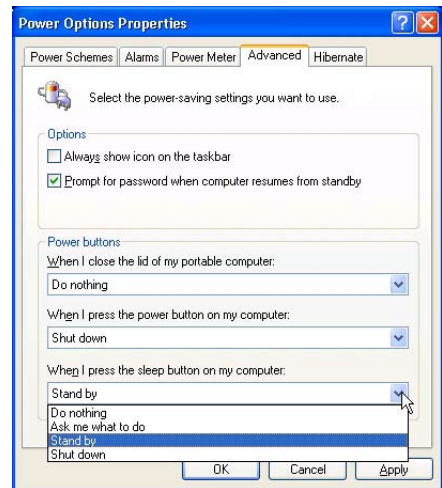 Power Options Properties
Power Schemes Alarms Power Meter Advanced Hibernate
Select the power-saving settings you want to use.
Options
Always show icon on the taskbar
Prompt for password when computer resumes from standby
Power buttons
When I close the lid of my portable computer:
Do nothing
When I press the power button on my computer:
Shut down
When I press the sleep button on my computer:
Stand by
Do nothing
Ask me what to do
Stand by
Shut down
OK Cancel Apply